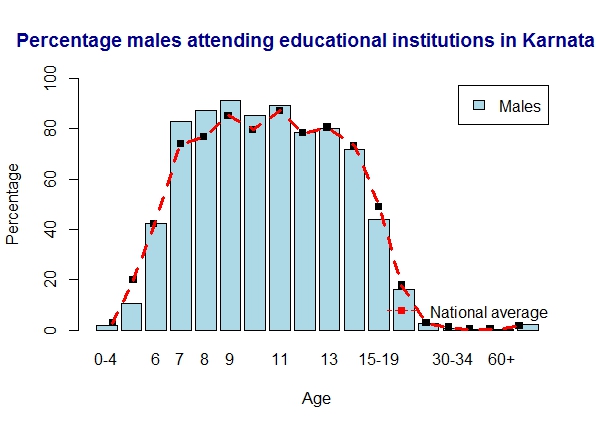 Percentage males attending educational institutions in Karnata
Percentage
100
80
60
40
20
0
Males
National average
0-4 6 7 8 9 11 13 15-19 30-34 60+
Age